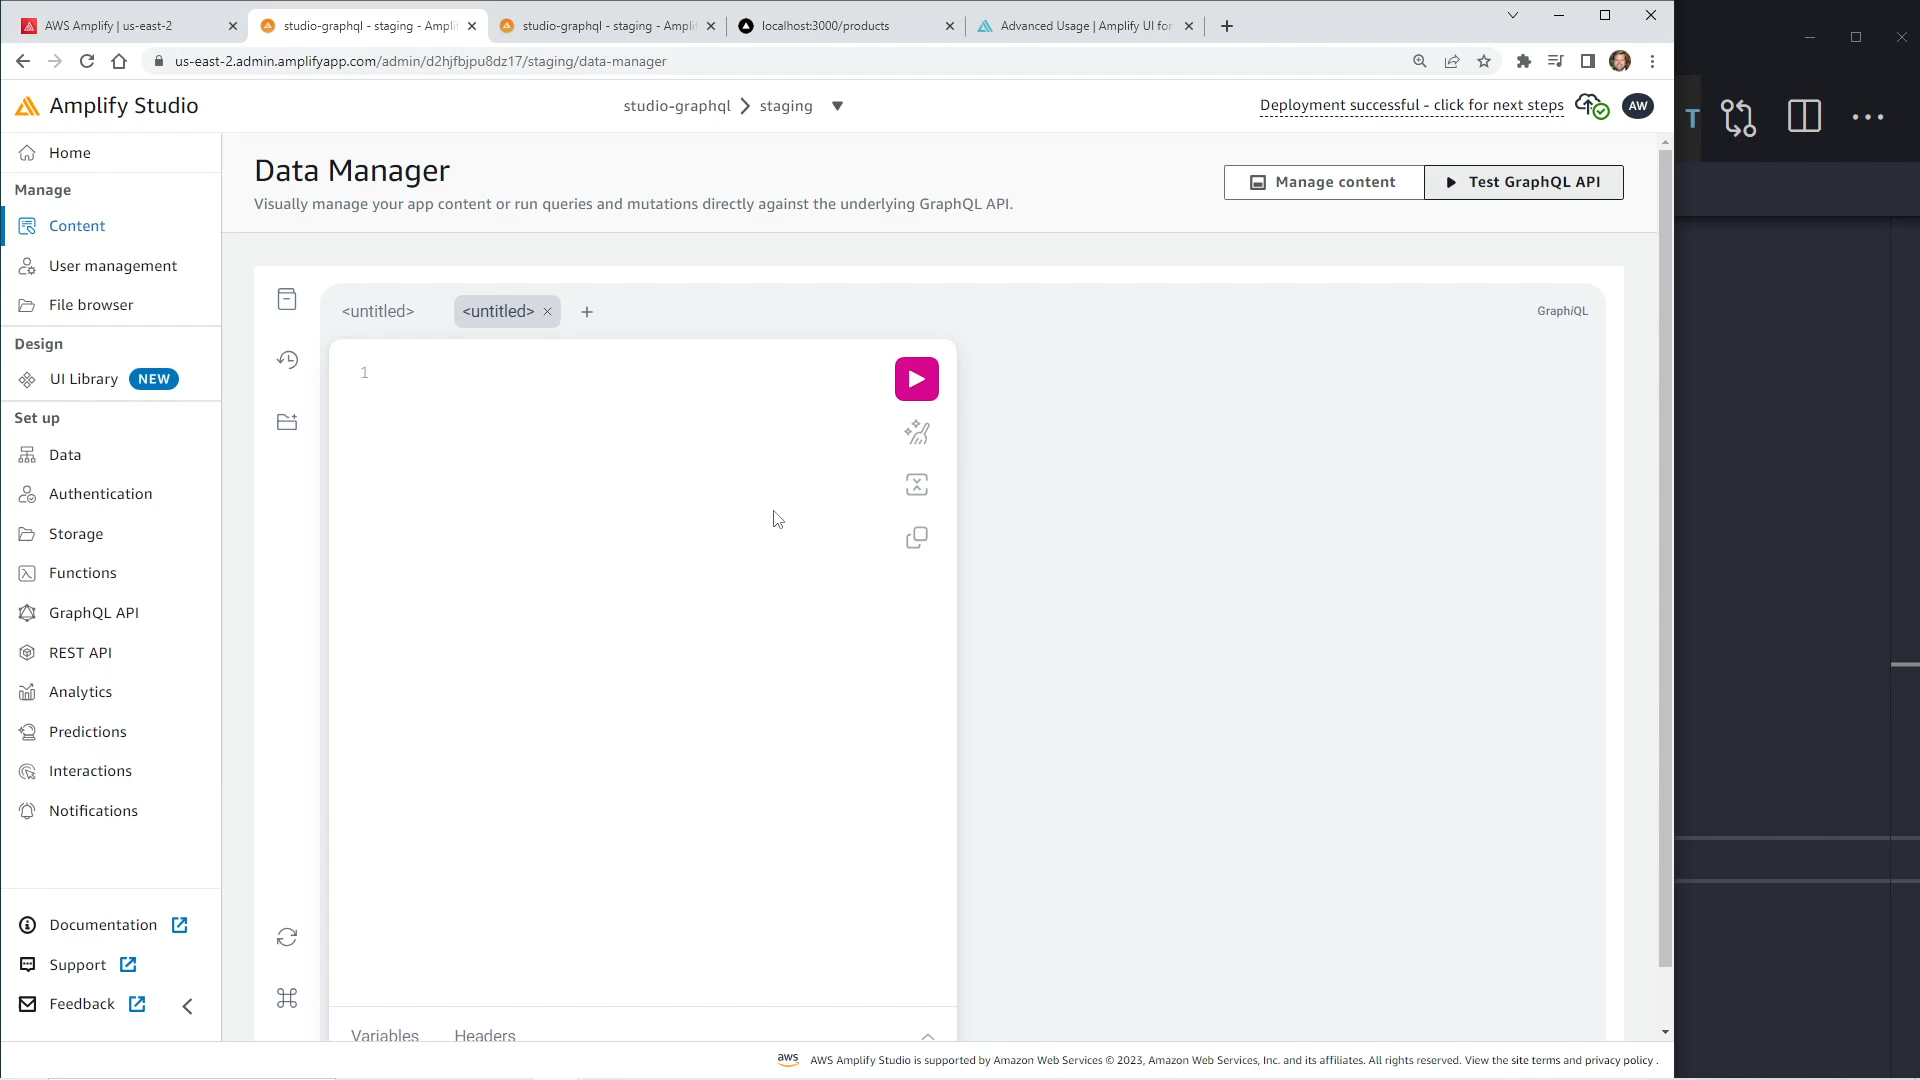 AWS Amplify | us-east-2
studio-graphql - staging - Amplif
studio-graphql - staging - Amplif
localhost:3000/products
Advanced Usage | Amplify UI for
us-east-2.admin.amplifyapp.com/admin/d2hjfbjpu8dz17/staging/data-manager
Amplify Studio
studio-graphql
staging
Deployment successful - click for next steps
AW
T
Home
Manage
Content
User management
File browser
Design
UI Library NEW
Set up
Data
Authentication
Storage
Functions
GraphQL API
REST API
Analytics
Predictions
Interactions
Notifications
Documentation
Support
Feedback
Data Manager
Visually manage your app content or run queries and mutations directly against the underlying GraphQL API.
Manage content
Test GraphQL API
<untitled>
<untitled>
GraphiQL
1
Variables Headers
aws
AWS Amplify Studio is supported by Amazon Web Services © 2023, Amazon Web Services, Inc. and its affiliates. All rights reserved. View the site terms and privacy policy .